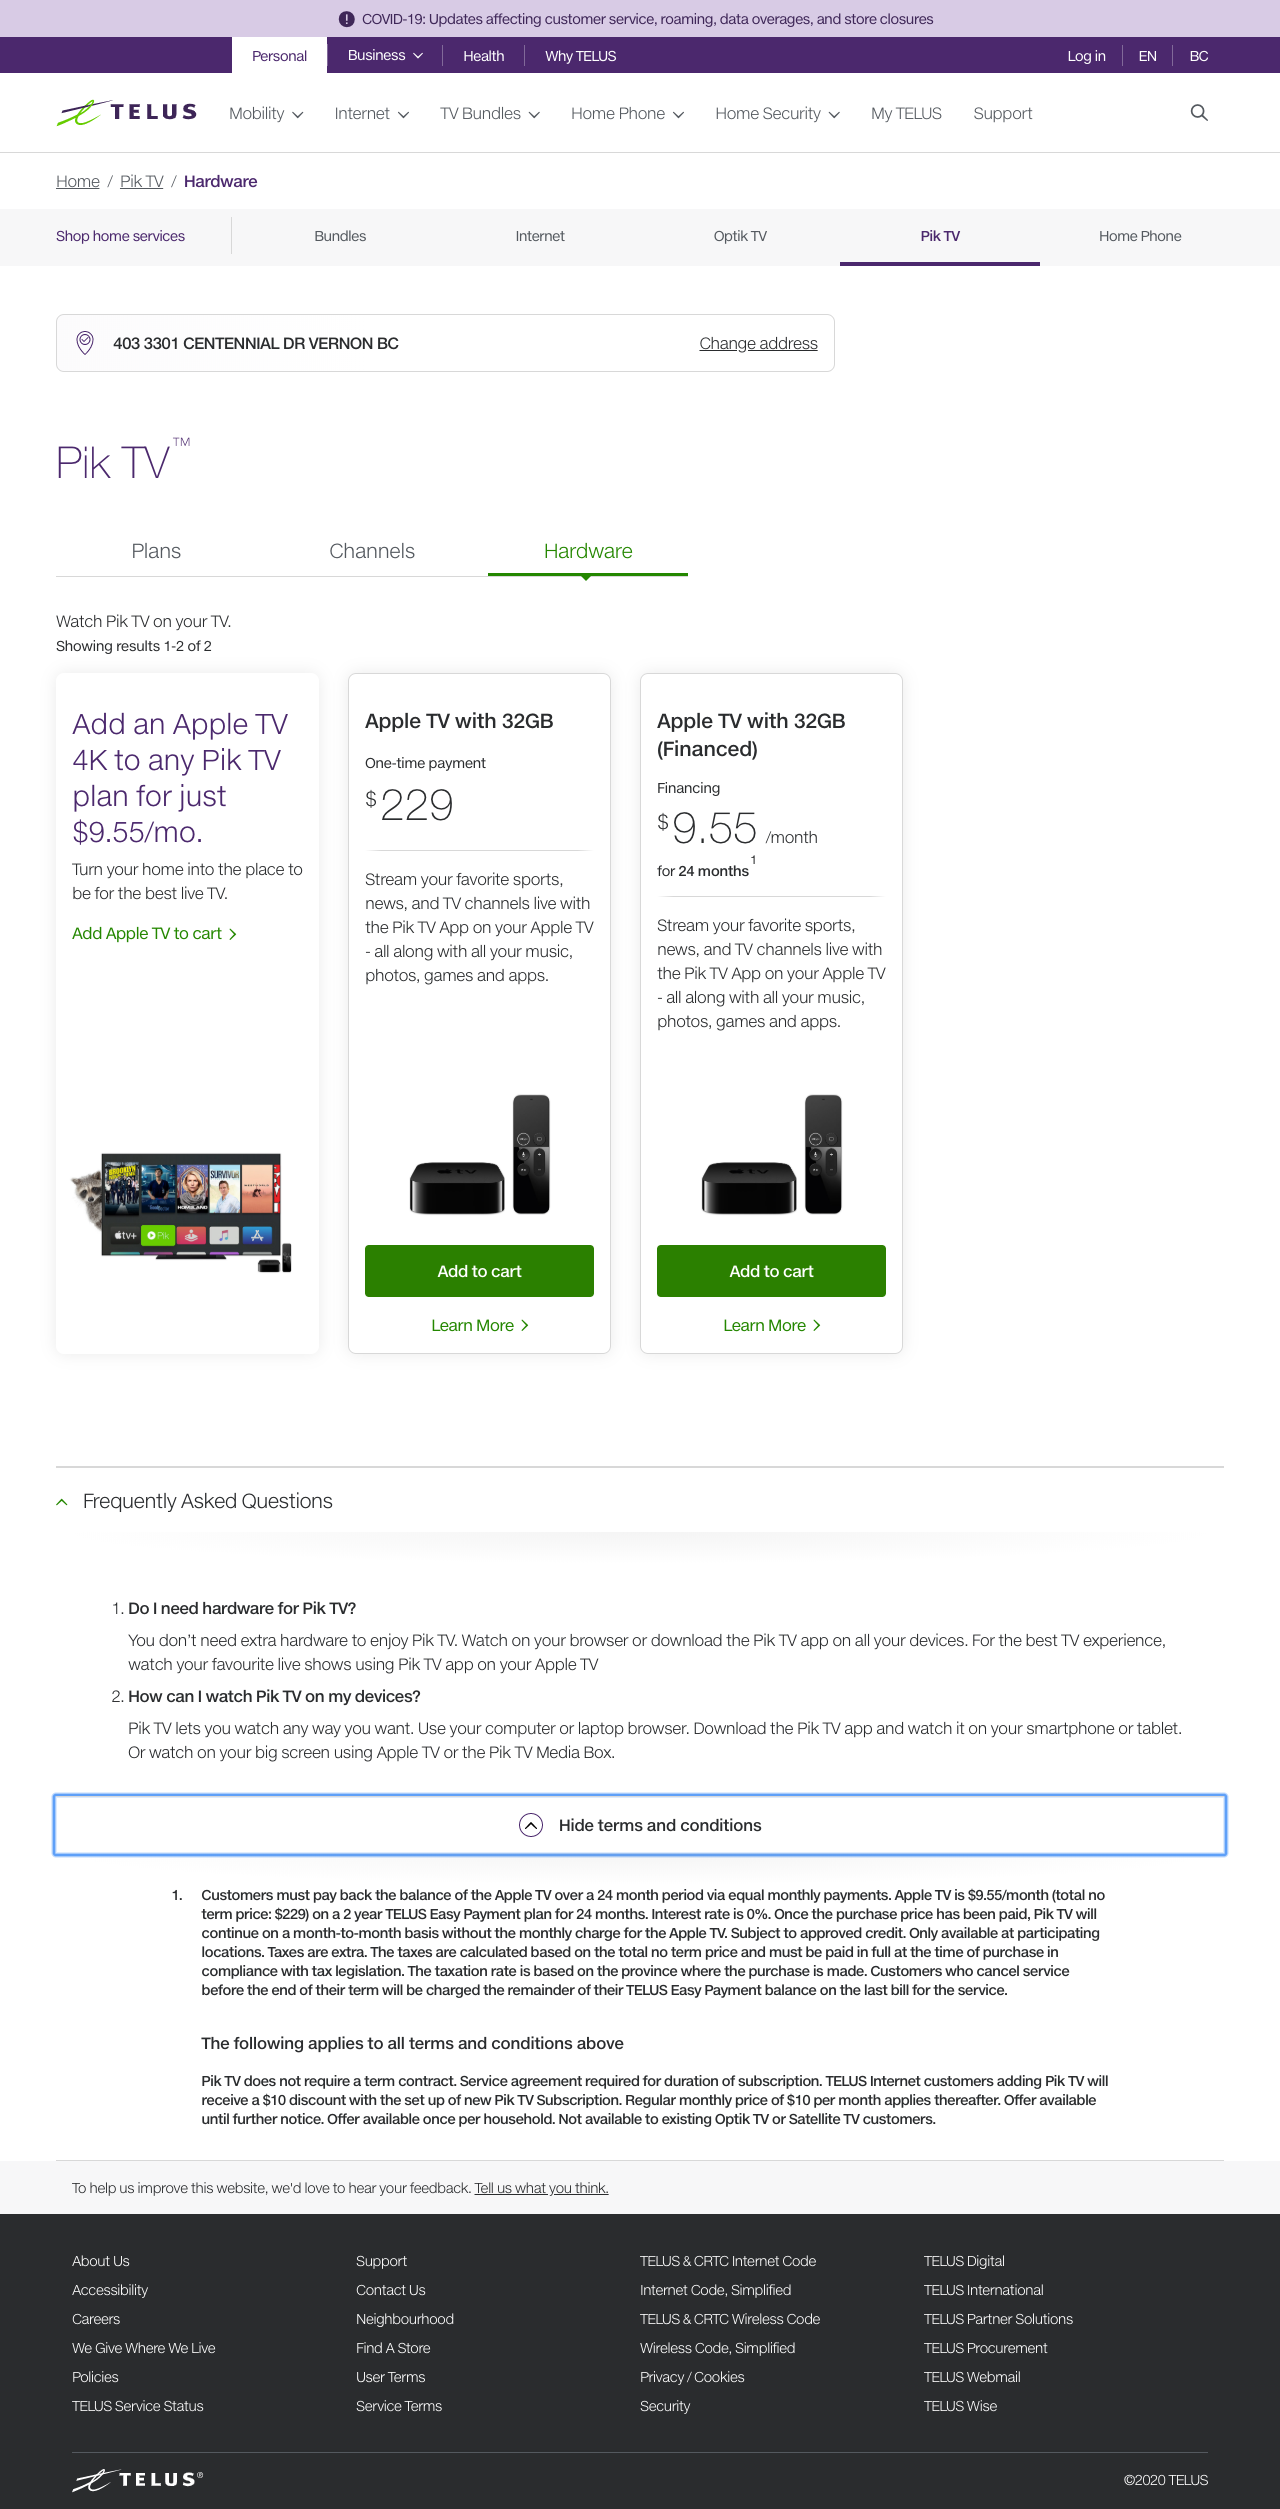 COVID-19: Updates affecting customer service, roaming, data overages, and store closures
Personal
Business
Health
Why TELUS
Log in
EN
BC
TELUS
Mobility
Internet
TV Bundles
Home Phone
Home Security
My TELUS
Support
Home / Pik TV / Hardware
Shop home services
Bundles
Internet
Optik TV
Pik TV
Home Phone
403 3301 CENTENNIAL DR VERNON BC
Change address
Pik TV™
Plans
Channels
Hardware
Watch Pik TV on your TV.
Showing results 1-2 of 2
Add an Apple TV
4K to any Pik TV
plan for just
$9.55/mo.
Turn your home into the place to
be for the best live TV.
Add Apple TV to cart
BROOKLYN
HOMELAND
SURVIVOR
tv+
Pik
Apple TV with 32GB
One-time payment
$229
Stream your favorite sports,
news, and TV channels live with
the Pik TV App on your Apple TV
- all along with all your music,
photos, games and apps.
tv
Add to cart
Learn More
Apple TV with 32GB
(Financed)
Financing
$9.55 /month
for 24 months1
Stream your favorite sports,
news, and TV channels live with
the Pik TV App on your Apple TV
- all along with all your music,
photos, games and apps.
tv
Add to cart
Learn More
Frequently Asked Questions
1. Do I need hardware for Pik TV?
You don’t need extra hardware to enjoy Pik TV. Watch on your browser or download the Pik TV app on all your devices. For the best TV experience,
watch your favourite live shows using Pik TV app on your Apple TV
2. How can I watch Pik TV on my devices?
Pik TV lets you watch any way you want. Use your computer or laptop browser. Download the Pik TV app and watch it on your smartphone or tablet.
Or watch on your big screen using Apple TV or the Pik TV Media Box.
Hide terms and conditions
1. Customers must pay back the balance of the Apple TV over a 24 month period via equal monthly payments. Apple TV is $9.55/month (total no
term price: $229) on a 2 year TELUS Easy Payment plan for 24 months. Interest rate is 0%. Once the purchase price has been paid, Pik TV will
continue on a month-to-month basis without the monthly charge for the Apple TV. Subject to approved credit. Only available at participating
locations. Taxes are extra. The taxes are calculated based on the total no term price and must be paid in full at the time of purchase in
compliance with tax legislation. The taxation rate is based on the province where the purchase is made. Customers who cancel service
before the end of their term will be charged the remainder of their TELUS Easy Payment balance on the last bill for the service.
The following applies to all terms and conditions above
Pik TV does not require a term contract. Service agreement required for duration of subscription. TELUS Internet customers adding Pik TV will
receive a $10 discount with the set up of new Pik TV Subscription. Regular monthly price of $10 per month applies thereafter. Offer available
until further notice. Offer available once per household. Not available to existing Optik TV or Satellite TV customers.
To help us improve this website, we'd love to hear your feedback. Tell us what you think.
About Us
Accessibility
Careers
We Give Where We Live
Policies
TELUS Service Status
Support
Contact Us
Neighbourhood
Find A Store
User Terms
Service Terms
TELUS & CRTC Internet Code
Internet Code, Simplified
TELUS & CRTC Wireless Code
Wireless Code, Simplified
Privacy / Cookies
Security
TELUS Digital
TELUS International
TELUS Partner Solutions
TELUS Procurement
TELUS Webmail
TELUS Wise
TELUS®
©2020 TELUS